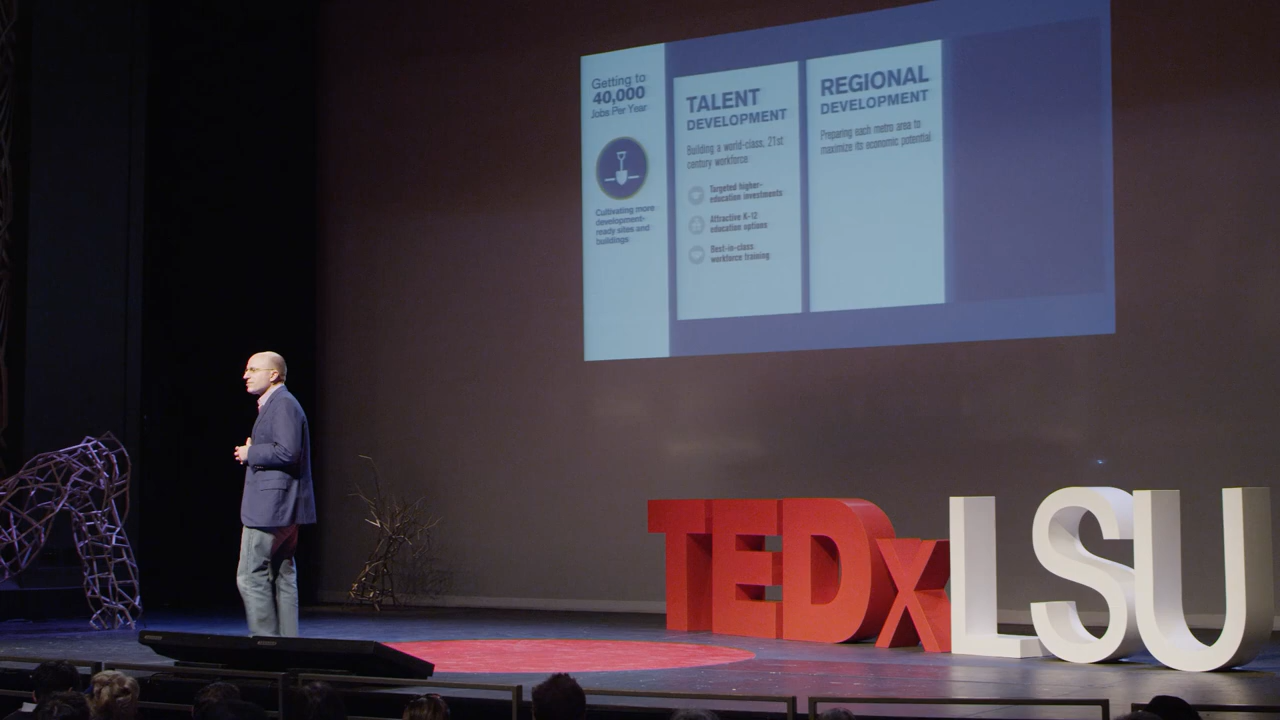 Getting to
40,000
Jobs Per Year
Cultivating more
development-
ready sites and
buildings
TALENT
DEVELOPMENT
Building a world-class, 21st
century workforce
Targeted higher-
education investments
Attractive K-12
education options
Best-in-class
workforce training
REGIONAL
DEVELOPMENT
Preparing each metro area to
maximize its economic potential
TEDxLSU